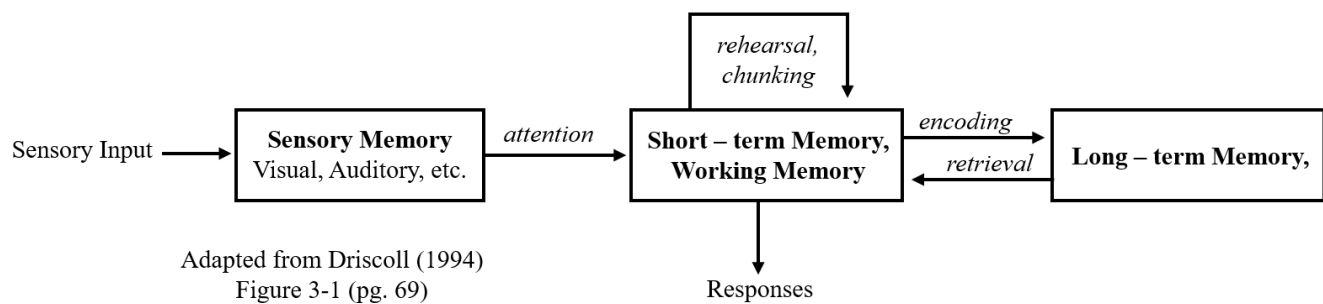 rehearsal,
chunking
Sensory Input
Sensory Memory
Visual, Auditory, etc.
attention
Short – term Memory,
Working Memory
encoding
retrieval
Long – term Memory,
Adapted from Driscoll (1994)
Figure 3-1 (pg. 69)
Responses